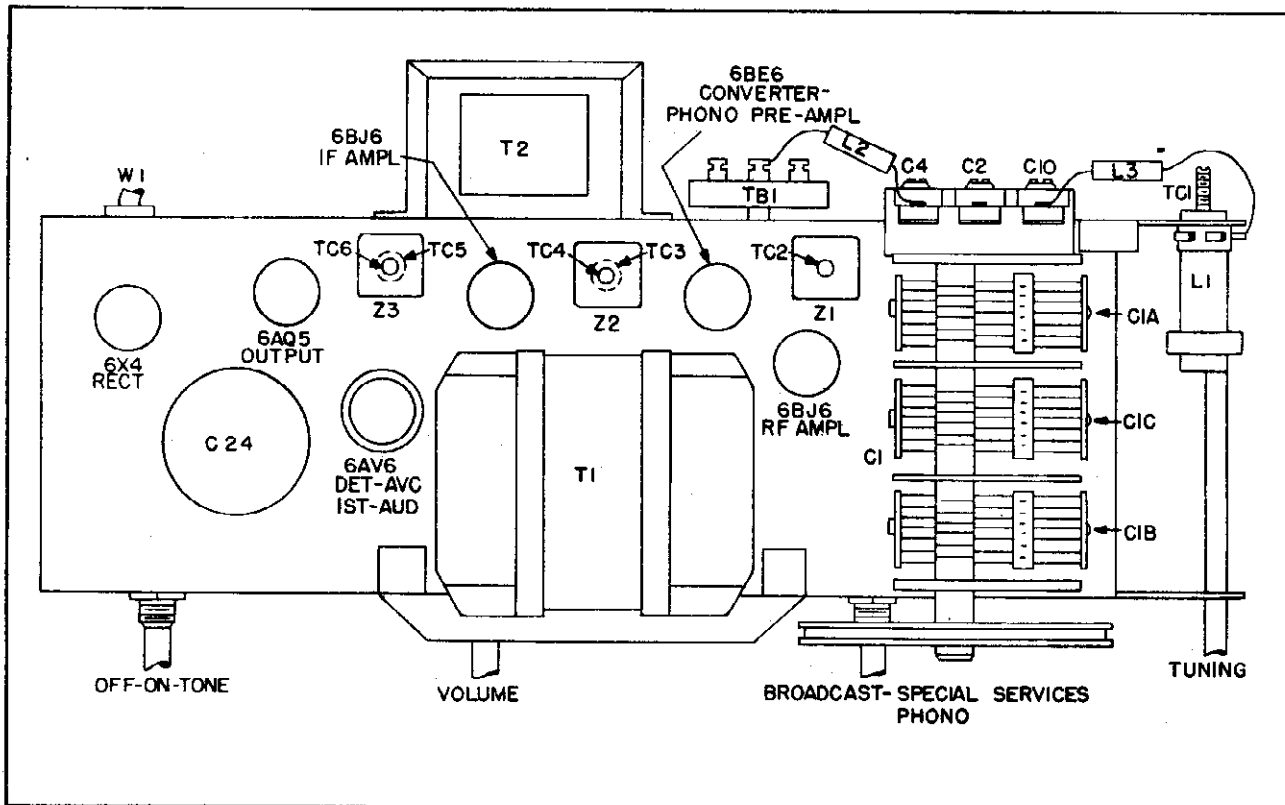 6BE6
CONVERTER-
PHONO PRE-AMPL
6BJ6
IF AMPL
T2
L2
C4
C2
C10
L3
W1
TB1
TC1
TC6
TC5
TC4
TC3
TC2
L1
Z3
Z2
Z1
C1A
6X4
RECT
6AQ5
OUTPUT
6BJ6
RF AMPL
C1C
C24
C1
6AV6
DET-AVC
1ST-AUD
T1
C1B
OFF-ON-TONE
VOLUME
BROADCAST-SPECIAL SERVICES
PHONO
TUNING